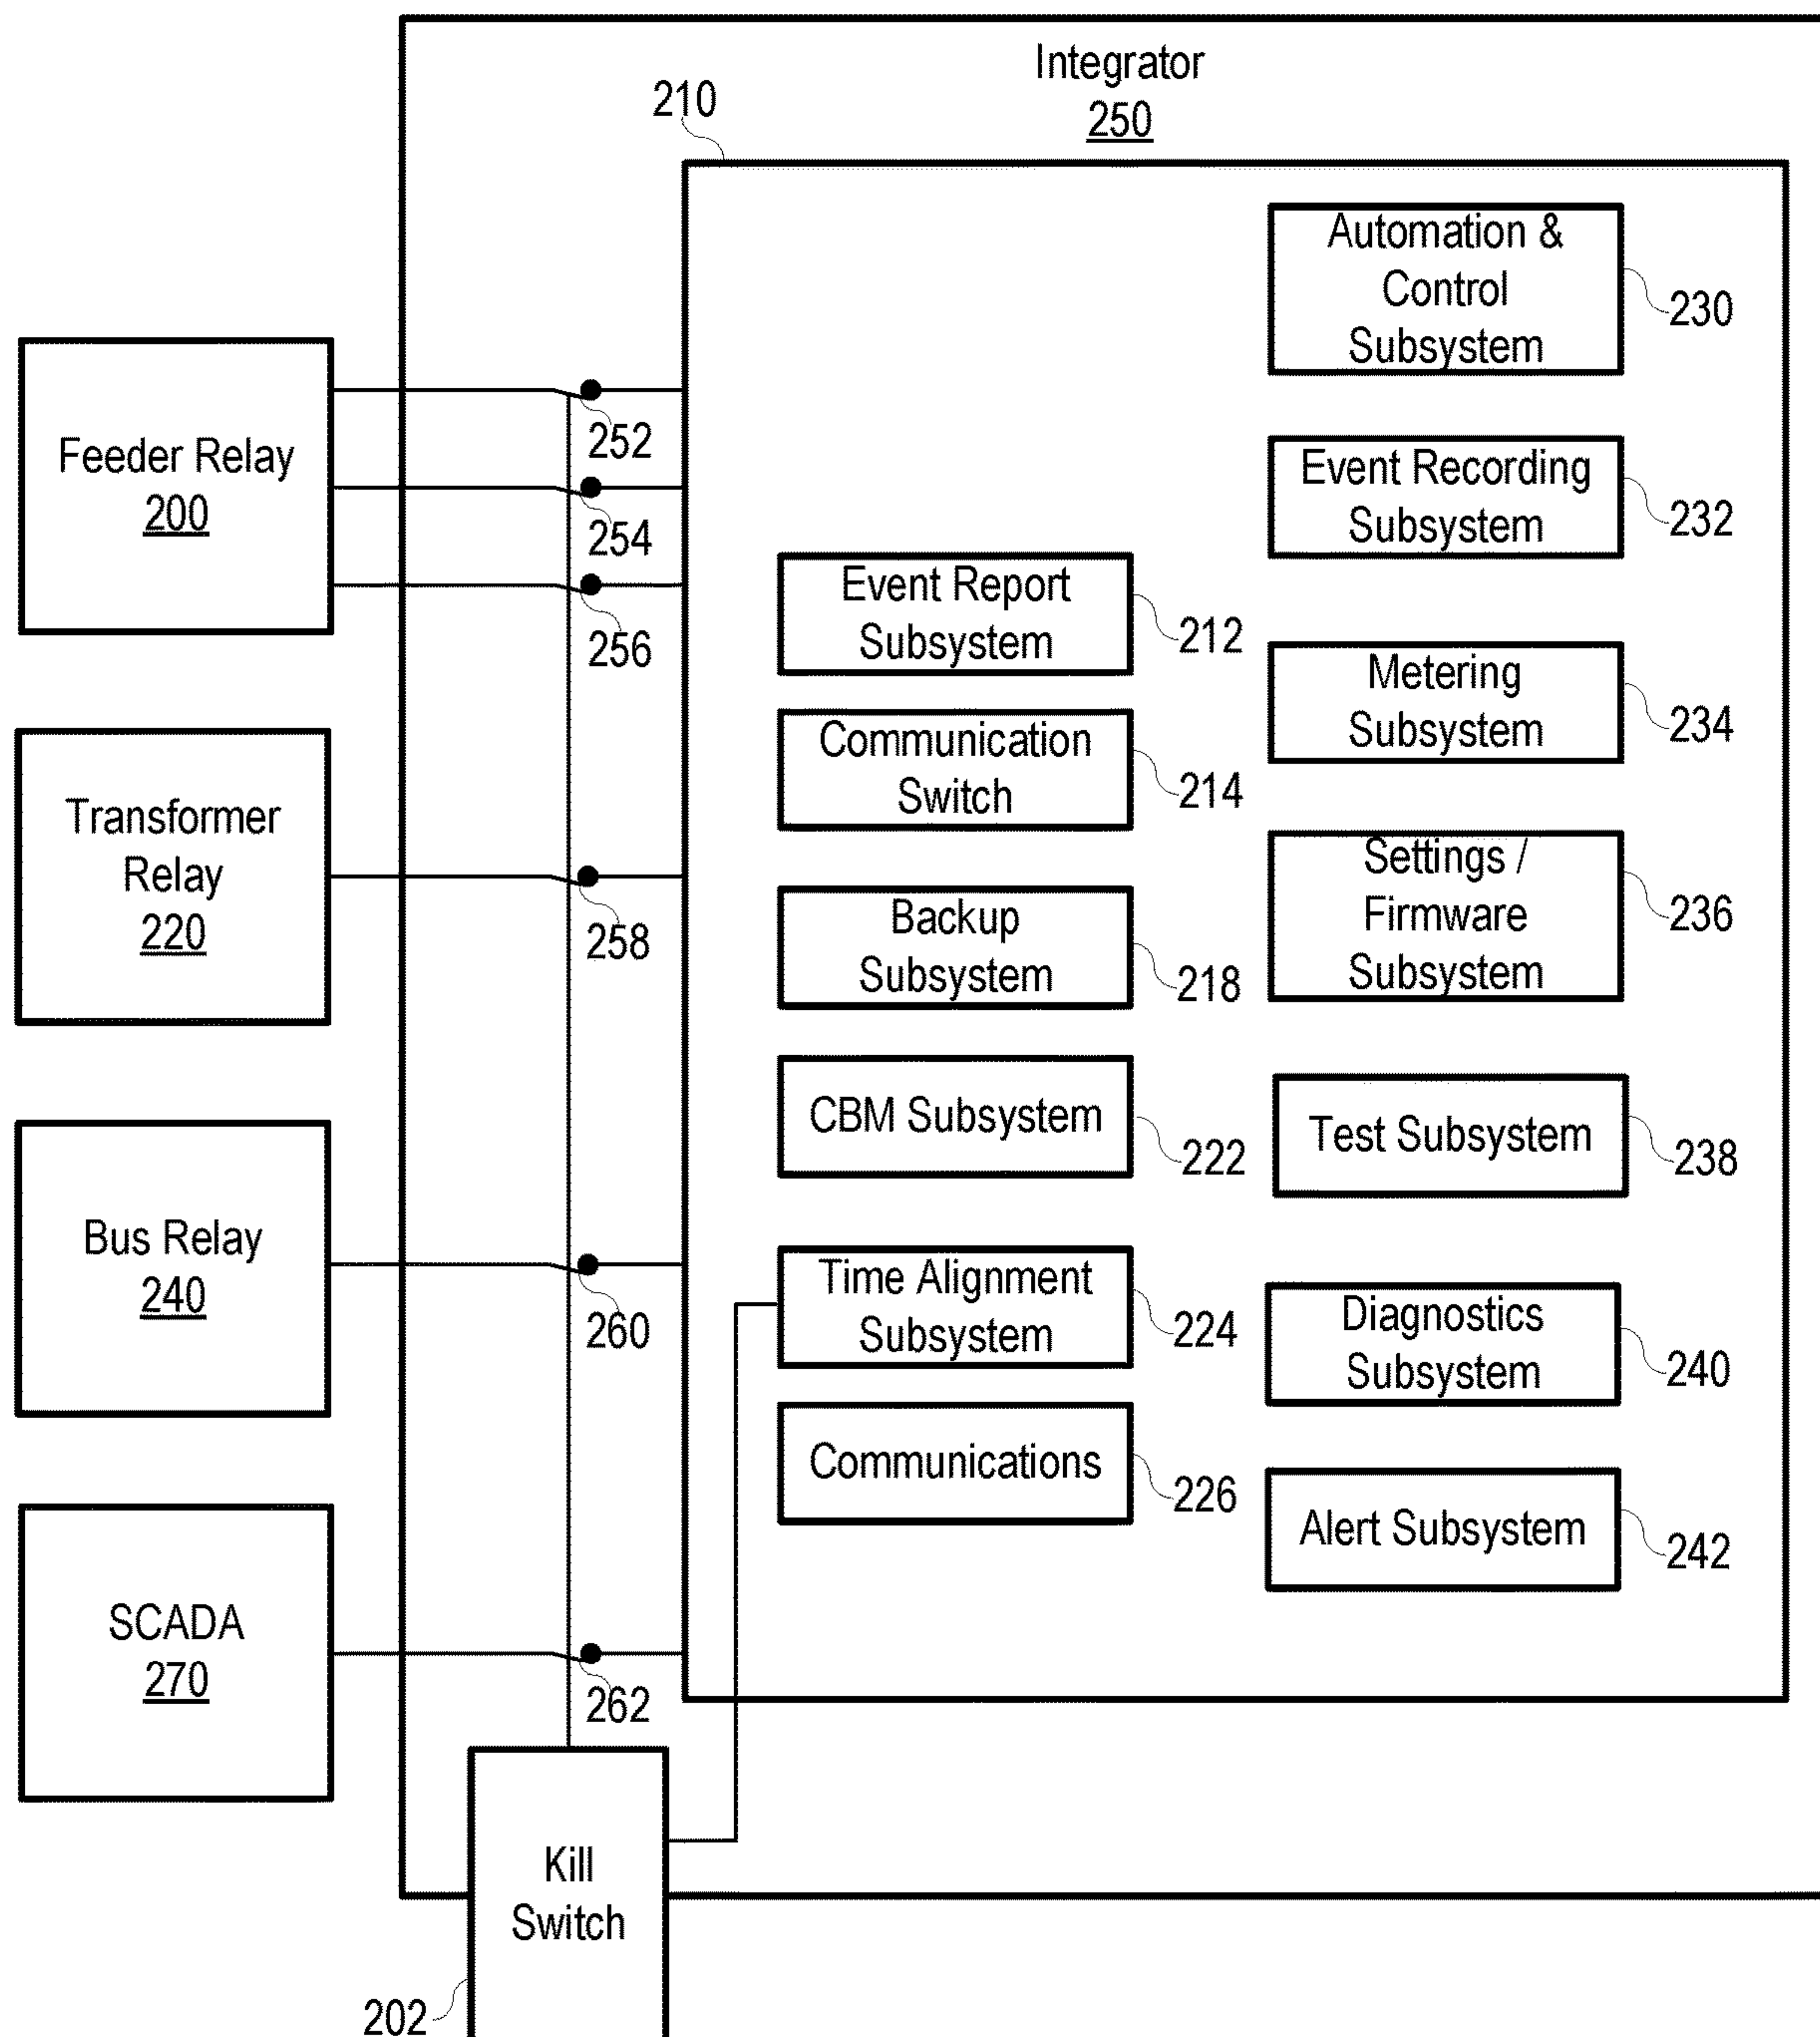 Integrator
250
210
Automation &
Control
Subsystem
230
Feeder Relay
200
252
254
256
Event Recording
Subsystem
232
Event Report
Subsystem
212
Metering
Subsystem
234
Communication
Switch
214
Transformer
Relay
220
258
Settings /
Firmware
Subsystem
236
Backup
Subsystem
218
CBM Subsystem
222
Test Subsystem
238
Bus Relay
240
260
Time Alignment
Subsystem
224
Diagnostics
Subsystem
240
Communications
226
Alert Subsystem
242
SCADA
270
262
Kill
Switch
202